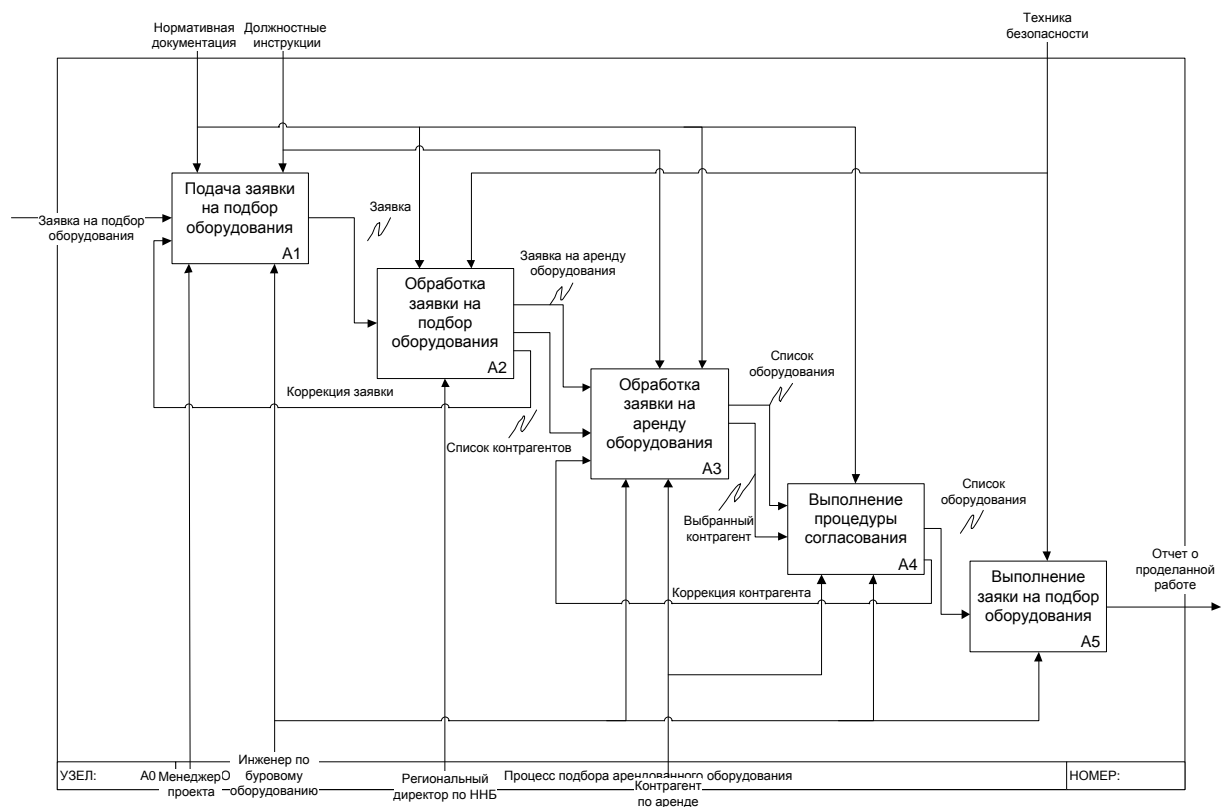 Нормативная
документация
Должностные
инструкции
Техника
безопасности
Подача заявки
на подбор
оборудования
A1
Заявка на подбор
оборудования
Заявка
Обработка
заявки на
подбор
оборудования
A2
Заявка на аренду
оборудования
Коррекция заявки
Список контрагентов
Обработка
заявки на
аренду
оборудования
A3
Список
оборудования
Выбранный
контрагент
Выполнение
процедуры
согласования
A4
Список
оборудования
Коррекция контрагента
Выполнение
заяки на подбор
оборудования
A5
Отчет о
проделанной
работе
УЗЕЛ:
A0
Менеджер
проекта
Инженер по
буровому
оборудованию
Региональный
директор по ННБ
Процесс подбора арендованного оборудования
Контрагент
по аренде
НОМЕР: